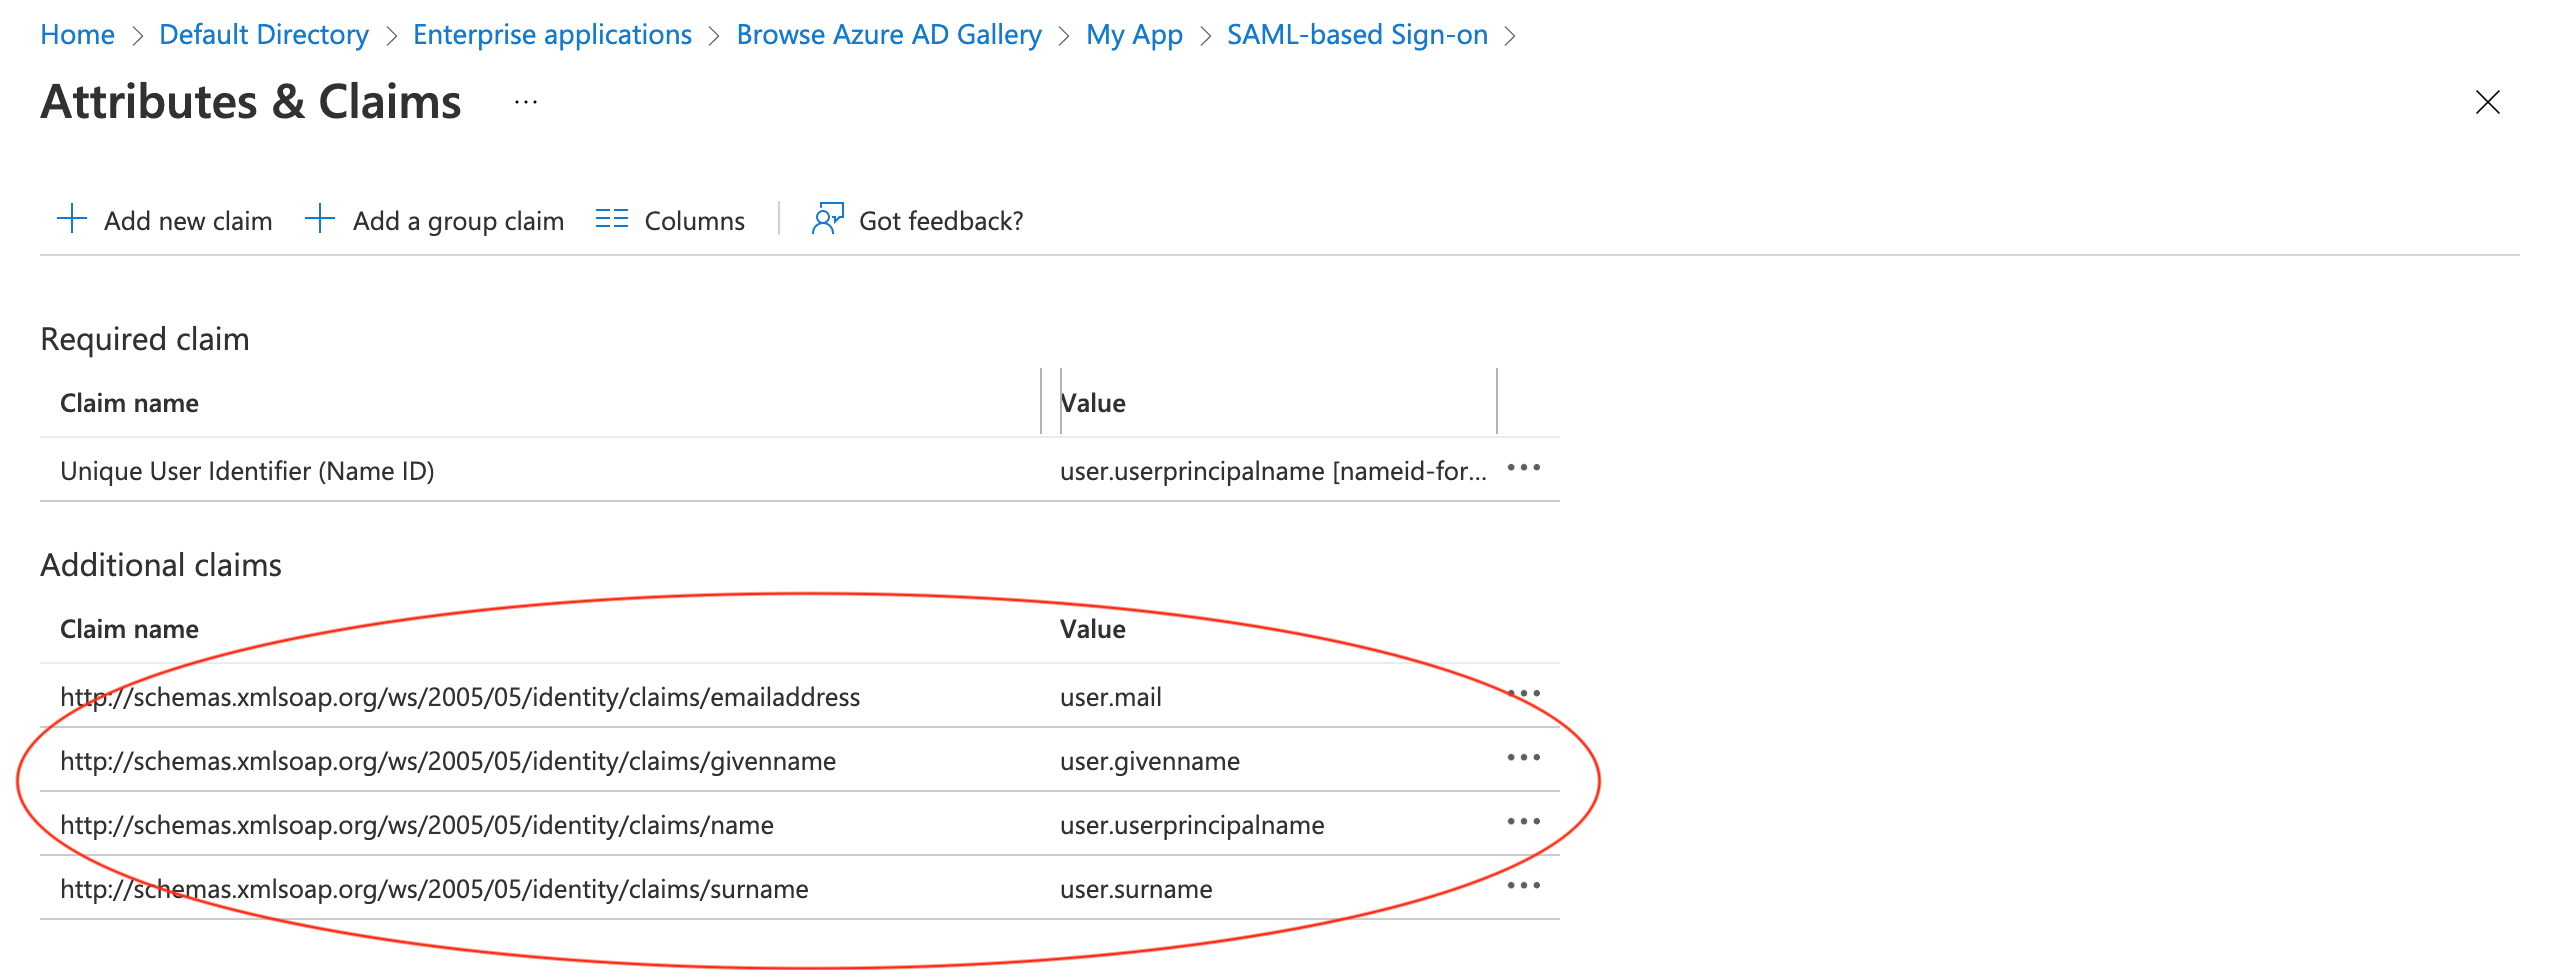 Home > Default Directory > Enterprise applications > Browse Azure AD Gallery > My App > SAML-based Sign-on >
Attributes & Claims ...
Add new claim Add a group claim Columns Got feedback?
Required claim
Claim name Value
Unique User Identifier (Name ID) user.userprincipalname [nameid-for...
Additional claims
Claim name Value
http://schemas.xmlsoap.org/ws/2005/05/identity/claims/emailaddress user.mail
http://schemas.xmlsoap.org/ws/2005/05/identity/claims/givenname user.givenname
http://schemas.xmlsoap.org/ws/2005/05/identity/claims/name user.userprincipalname
http://schemas.xmlsoap.org/ws/2005/05/identity/claims/surname user.surname